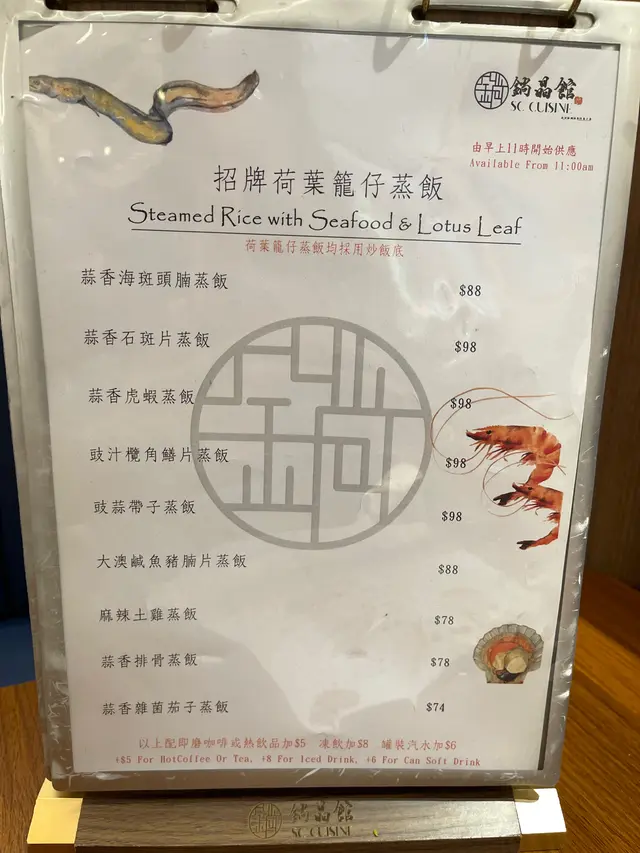 鍋晶館
SC CUISINE
由早上11時開始供應
Available From 11:00am
招牌荷葉籠仔蒸飯
Steamed Rice with Seafood & Lotus Leaf
荷葉籠仔蒸飯均採用炒飯底
蒜香海斑頭腩蒸飯 $88
蒜香石斑片蒸飯 $98
蒜香虎蝦蒸飯 $98
豉汁欖角鱔片蒸飯 $98
豉蒜帶子蒸飯 $98
大澳鹹魚豬腩片蒸飯 $88
麻辣土雞蒸飯 $78
蒜香排骨蒸飯 $78
蒜香雜菌茄子蒸飯 $74
以上配即磨咖啡或熱飲品加$5 凍飲加$8 罐裝汽水加$6
+$5 For HotCoffee Or Tea, +8 For Iced Drink, +6 For Can Soft Drink
鍋晶館
SC CUISINE